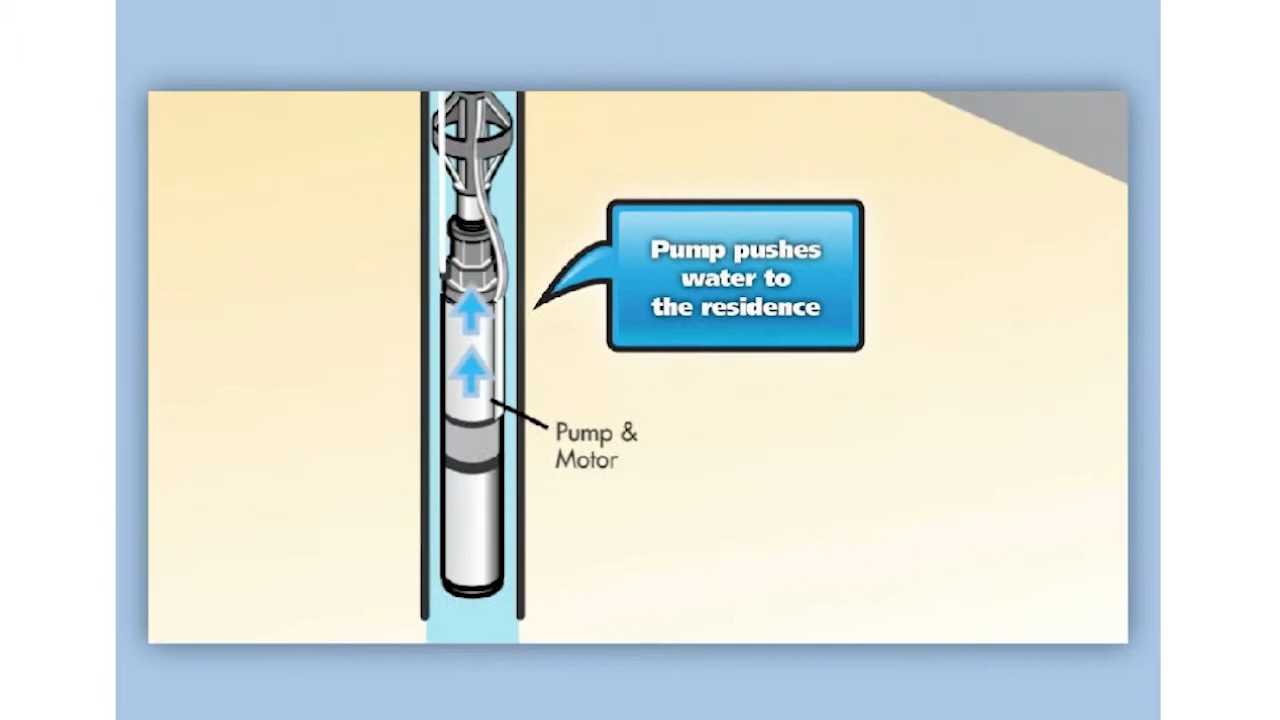 Pump pushes
water to
the residence
Pump &
Motor